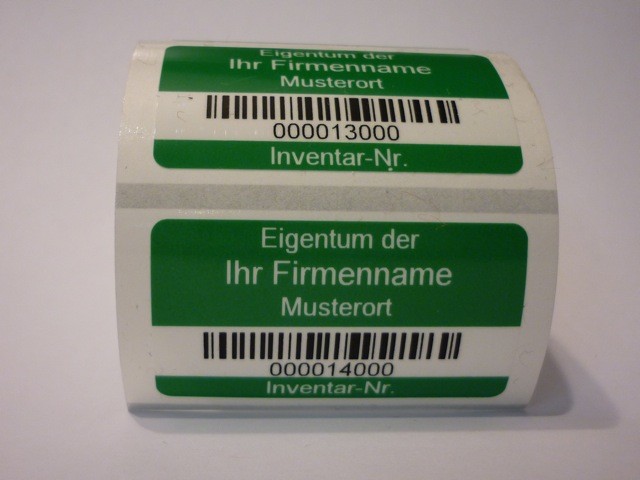 Eigentum der
Ihr Firmenname
Musterort
000013000
Inventar-Nr.
Eigentum der
Ihr Firmenname
Musterort
000014000
Inventar-Nr.